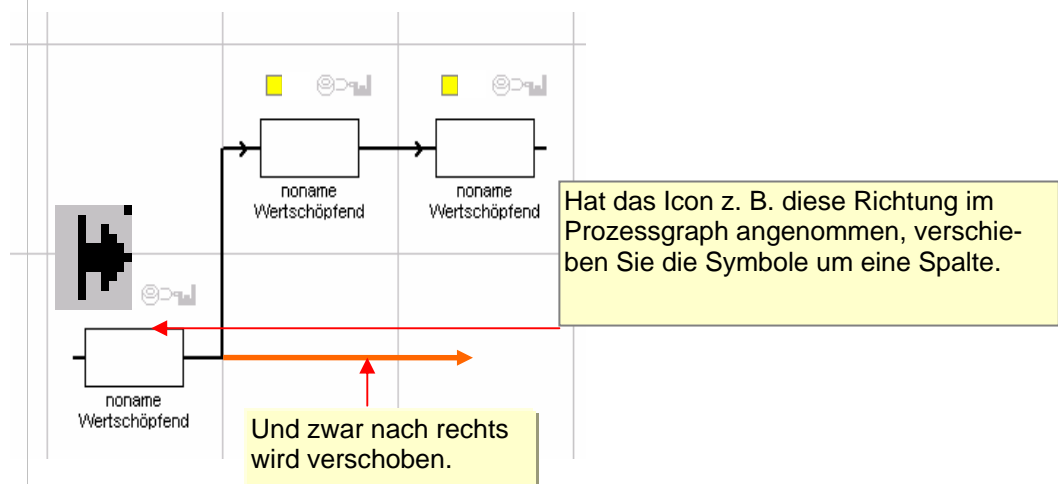 noname
Wertschöpfend
noname
Wertschöpfend
Hat das Icon z. B. diese Richtung im
Prozessgraph angenommen, verschie-
ben Sie die Symbole um eine Spalte.
noname
Wertschöpfend
Und zwar nach rechts
wird verschoben.